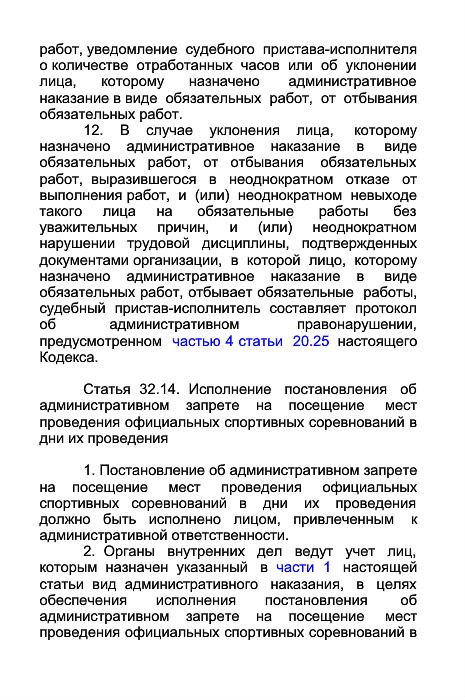 работ, уведомление судебного пристава-исполнителя
о количестве отработанных часов или об уклонении
лица, которому назначено административное
наказание в виде обязательных работ, от отбывания
обязательных работ.
12. В случае уклонения лица, которому
назначено административное наказание в виде
обязательных работ, от отбывания обязательных
работ, выразившегося в неоднократном отказе от
выполнения работ, и (или) неоднократном невыходе
такого лица на обязательные работы без
уважительных причин, и (или) неоднократном
нарушении трудовой дисциплины, подтвержденных
документами организации, в которой лицо, которому
назначено административное наказание в виде
обязательных работ, отбывает обязательные работы,
судебный пристав-исполнитель составляет протокол
об административном правонарушении,
предусмотренном частью 4 статьи 20.25 настоящего
Кодекса.
Статья 32.14. Исполнение постановления об
административном запрете на посещение мест
проведения официальных спортивных соревнований в
дни их проведения
1. Постановление об административном запрете
на посещение мест проведения официальных
спортивных соревнований в дни их проведения
должно быть исполнено лицом, привлеченным к
административной ответственности.
2. Органы внутренних дел ведут учет лиц,
которым назначен указанный в части 1 настоящей
статьи вид административного наказания, в целях
обеспечения исполнения постановления об
административном запрете на посещение мест
проведения официальных спортивных соревнований в